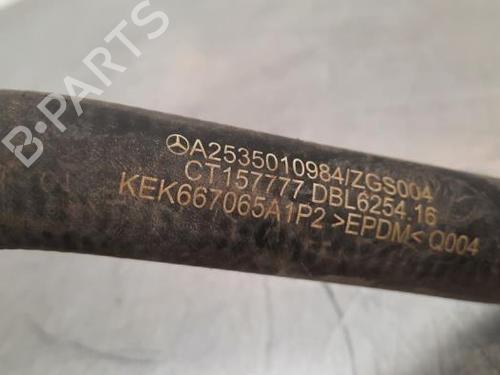 A2535010984/ZGS004
CT157777 DBL6254.16
KEK667065A1P2 >EPDM< Q004
B-PARTS